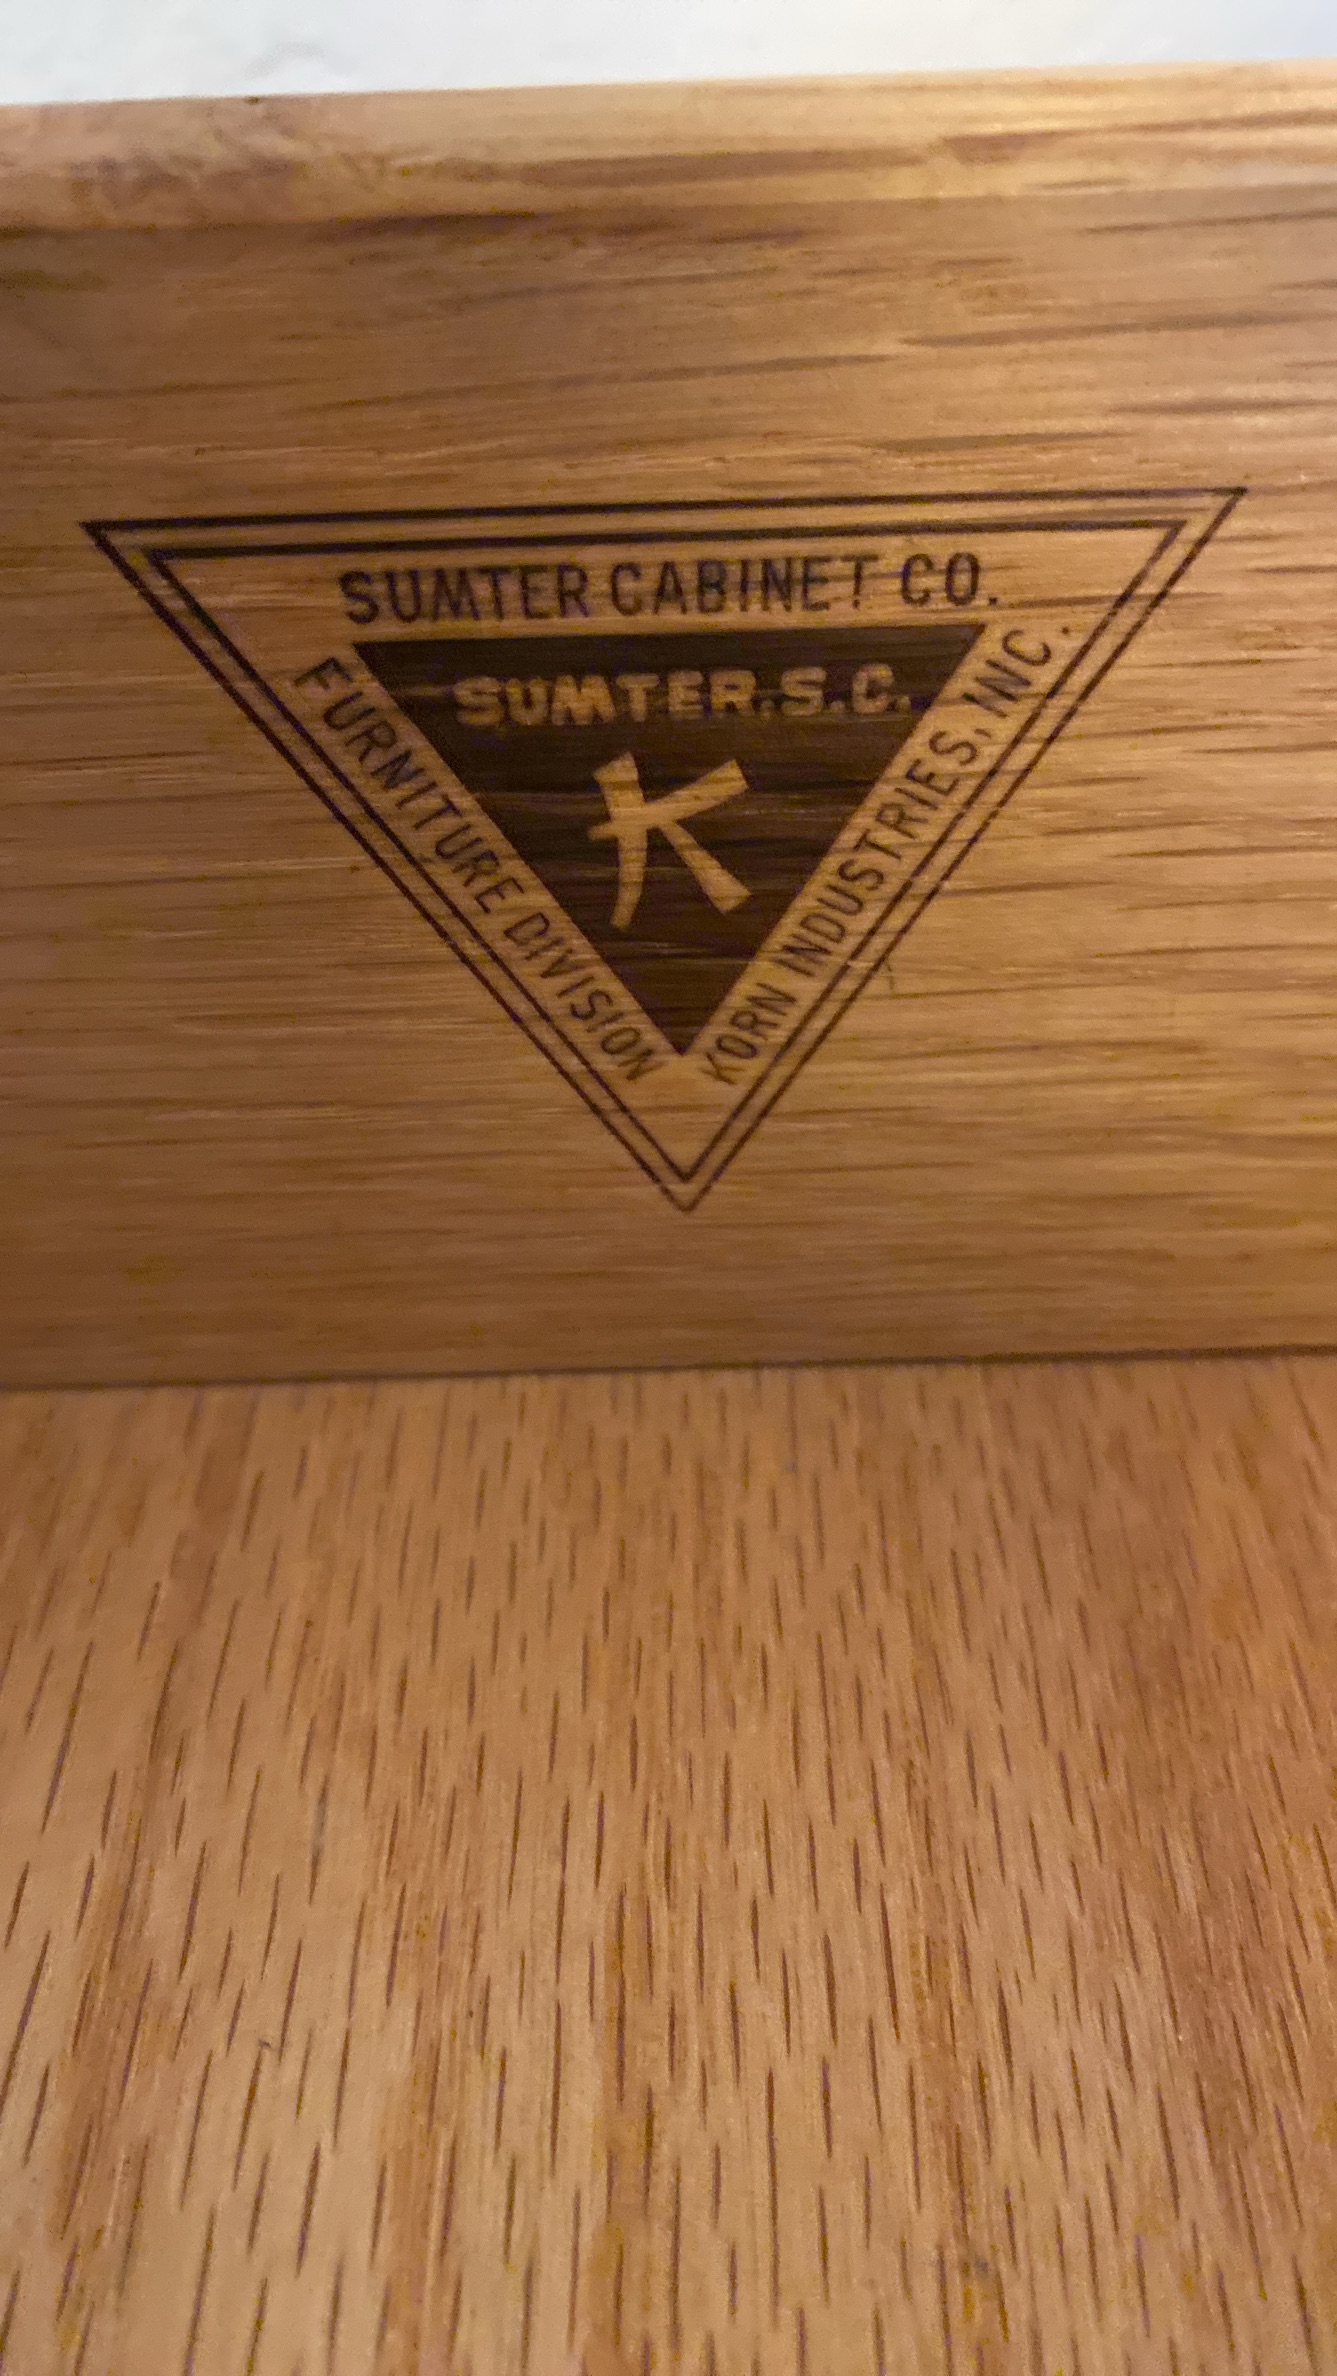 SUMTER CABINET CO.
SUMTER, S.C.
K
FURNITURE DIVISION
KORN INDUSTRIES, INC.